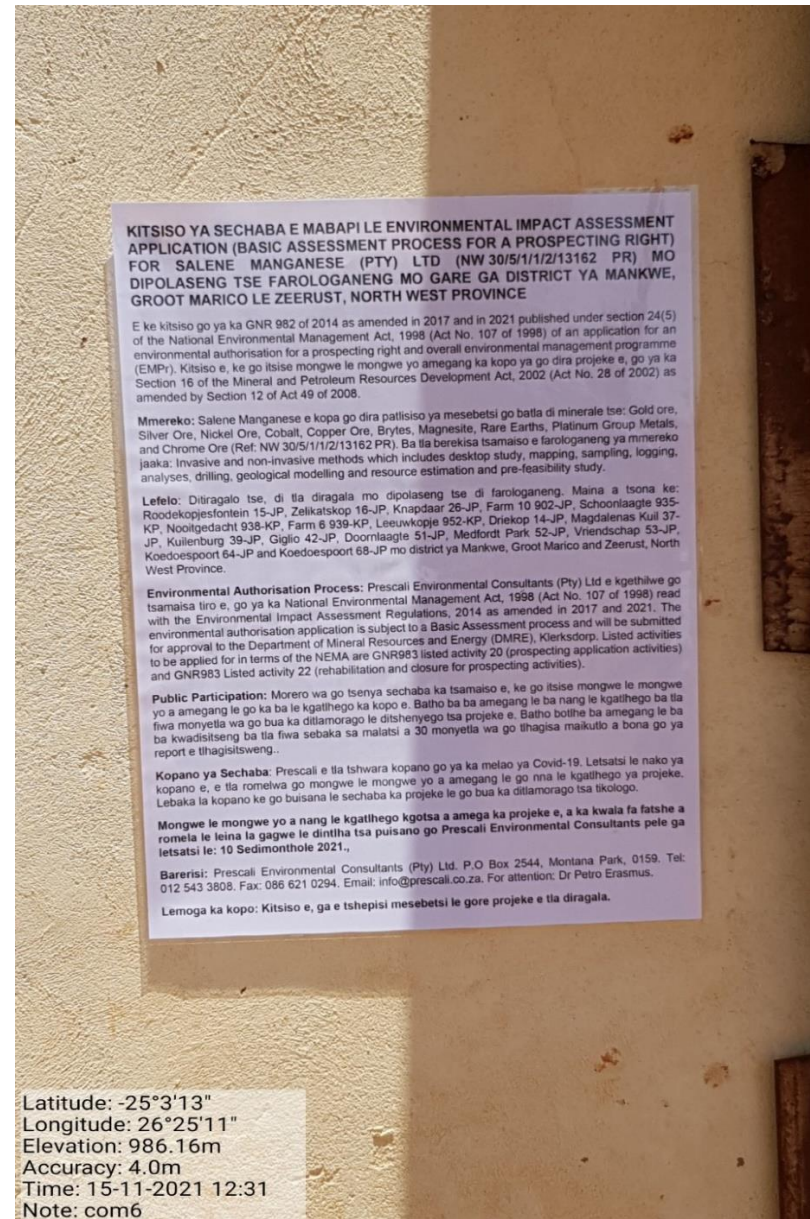 KITSISO YA SECHABA E MABAPI LE ENVIRONMENTAL IMPACT ASSESSMENT
APPLICATION (BASIC ASSESSMENT PROCESS FOR A PROSPECTING RIGHT)
FOR SALENE MANGANESE (PTY) LTD (NW 30/5/1/1/2/13162 PR) MO
DIPOLASENG TSE FAROLOGANENG MO GARE GA DISTRICT YA MANKWE,
GROOT MARICO LE ZEERUST, NORTH WEST PROVINCE
E ke kitsiso go ya ka GNR 982 of 2014 as amended in 2017 and in 2021 published under section 24(5)
of the National Environmental Management Act, 1998 (Act No. 107 of 1998) of an application for an
environmental authorisation for a prospecting right and overall environmental management programme
(EMPr). Kitsiso e, ke go itsise mongwe le mongwe yo amegang ka kopo ya go dira projeke e, go ya ka
Section 16 of the Mineral and Petroleum Resources Development Act, 2002 (Act No. 28 of 2002) as
amended by Section 12 of Act 49 of 2008.
Mmereko: Salene Manganese e kopa go dira patlisiso ya mesebetsi go batla di minerale tse: Gold ore,
Silver Ore, Nickel Ore, Cobalt, Copper Ore, Brytes, Magnesite, Rare Earths, Platinum Group Metals,
and Chrome Ore (Ref: NW 30/5/1/1/2/13162 PR). Ba tla berekisa tsamaiso e farologaneng ya mmereko
jaaka: Invasive and non-invasive methods which includes desktop study, mapping, sampling, logging,
analyses, drilling, geological modelling and resource estimation and pre-feasibility study.
Lefelo: Ditiragalo tse, di tla diragala mo dipolaseng tse di farologaneng. Maina a tsona ke:
Roodekopjesfontein 15-JP, Zelikatskop 16-JP, Knapdaar 26-JP, Farm 10 902-JP, Schoonlaagte 935-
KP, Nooitgedacht 938-KP, Farm 6 939-KP, Leeuwkopje 952-KP, Driekop 14-JP, Magdalenas Kuil 37-
JP, Kuilenburg 39-JP, Giglio 42-JP, Doornlaagte 51-JP, Medfordt Park 52-JP, Vriendschap 53-JP,
Koedoespoort 64-JP and Koedoespoort 68-JP mo district ya Mankwe, Groot Marico and Zeerust, North
West Province.
Environmental Authorisation Process: Prescali Environmental Consultants (Pty) Ltd e kgethilwe go
tsamaisa tiro e, go ya ka National Environmental Management Act, 1998 (Act No. 107 of 1998) read
with the Environmental Impact Assessment Regulations, 2014 as amended in 2017 and 2021. The
environmental authorisation application is subject to a Basic Assessment process and will be submitted
for approval to the Department of Mineral Resources and Energy (DMRE), Klerksdorp. Listed activities
to be applied for in terms of the NEMA are GNR983 listed activity 20 (prospecting application activities)
and GNR983 Listed activity 22 (rehabilitation and closure for prospecting activities).
Public Participation: Morero wa go tsenya sechaba ka tsamaiso e, ke go itsise mongwe le mongwe
yo a amegang le go ka ba le kgatlhego ka kopo e. Batho ba ba amegang le ba nang le kgatlhego ba tla
fiwa monyetla wa go bua ka ditlamorago le ditshenyego tsa projeke e. Batho botlhe ba amegang le ba
ba kwadisitseng ba tla fiwa sebaka sa malatsi a 30 monyetla wa go tlhagisa maikutlo a bona go ya
report e tlhagisitsweng..
Kopano ya Sechaba: Prescali e tla tshwara kopano go ya ka melao ya Covid-19. Letsatsi le nako ya
kopano e, e tla romelwa go mongwe le mongwe yo a amegang le go nna le kgatlhego ya projeke.
Lebaka la kopano ke go buisana le sechaba ka projeke le go bua ka ditlamorago tsa tikologo.
Mongwe le mongwe yo a nang le kgatlhego kgotsa a amega ka projeke e, a ka kwala fa fatshe a
romela le leina la gagwe le dintlha tsa puisano go Prescali Environmental Consultants pele ga
letsatsi le: 10 Sedimonthole 2021.,
Barerisi: Prescali Environmental Consultants (Pty) Ltd. P.O Box 2544, Montana Park, 0159. Tel:
012 543 3808. Fax: 086 621 0294. Email: info@prescali.co.za. For attention: Dr Petro Erasmus.
Lemoga ka kopo: Kitsiso e, ga e tshepisi mesebetsi le gore projeke e tla diragala.
Latitude: -25°3'13"
Longitude: 26°25'11"
Elevation: 986.16m
Accuracy: 4.0m
Time: 15-11-2021 12:31
Note: com6